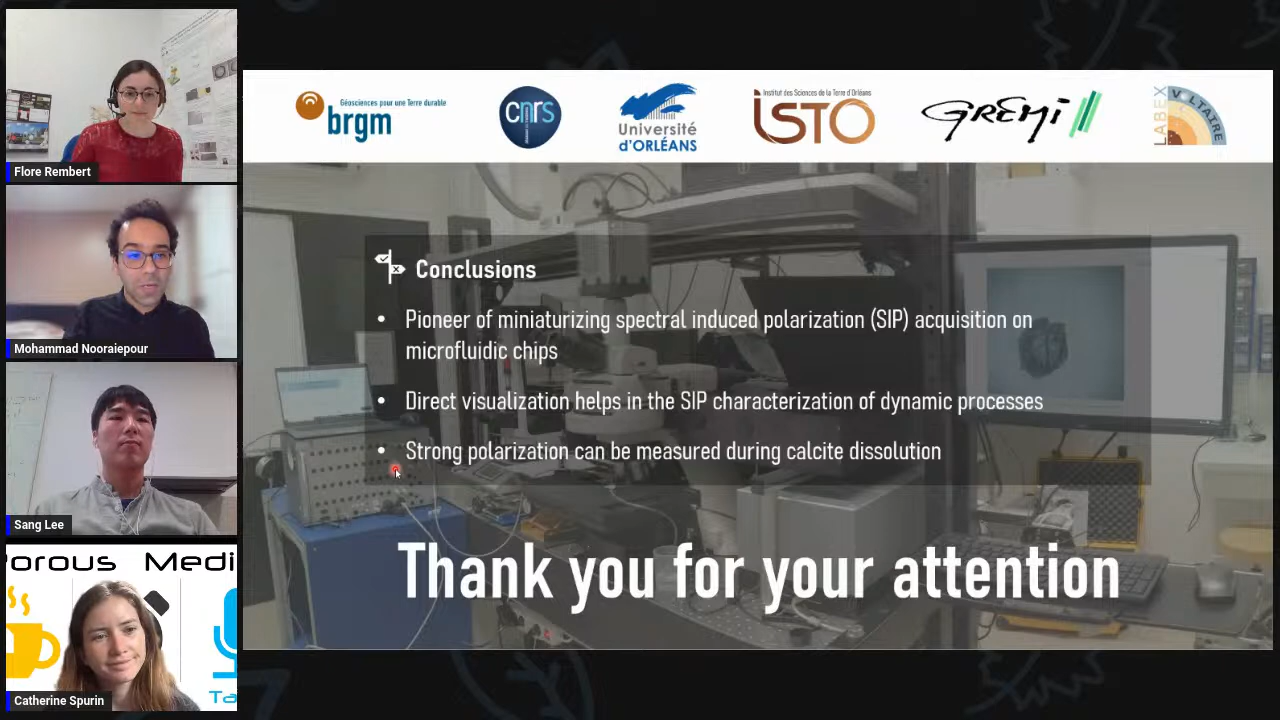 Flore Rembert
Mohammad Nooraiepour
Sang Lee
Porous Medi
Ta
Catherine Spurin
Géosciences pour une Terre durable
brgm
cnrs
Université
d'ORLÉANS
Institut des Sciences de la Terre d'Orléans
isto
GREMI
LABEX
VOLTAIRE
Conclusions
• Pioneer of miniaturizing spectral induced polarization (SIP) acquisition on
microfluidic chips
• Direct visualization helps in the SIP characterization of dynamic processes
• Strong polarization can be measured during calcite dissolution
Thank you for your attention